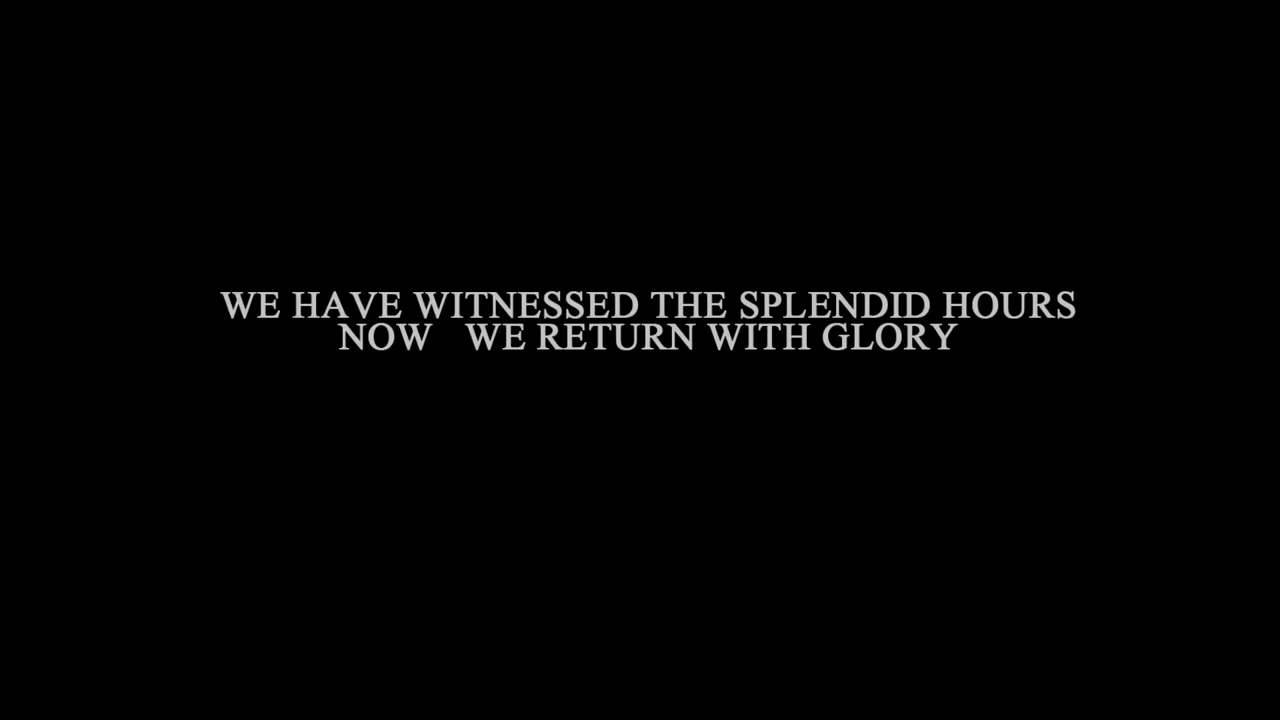 WE HAVE WITNESSED THE SPLENDID HOURS
NOW   WE RETURN WITH GLORY